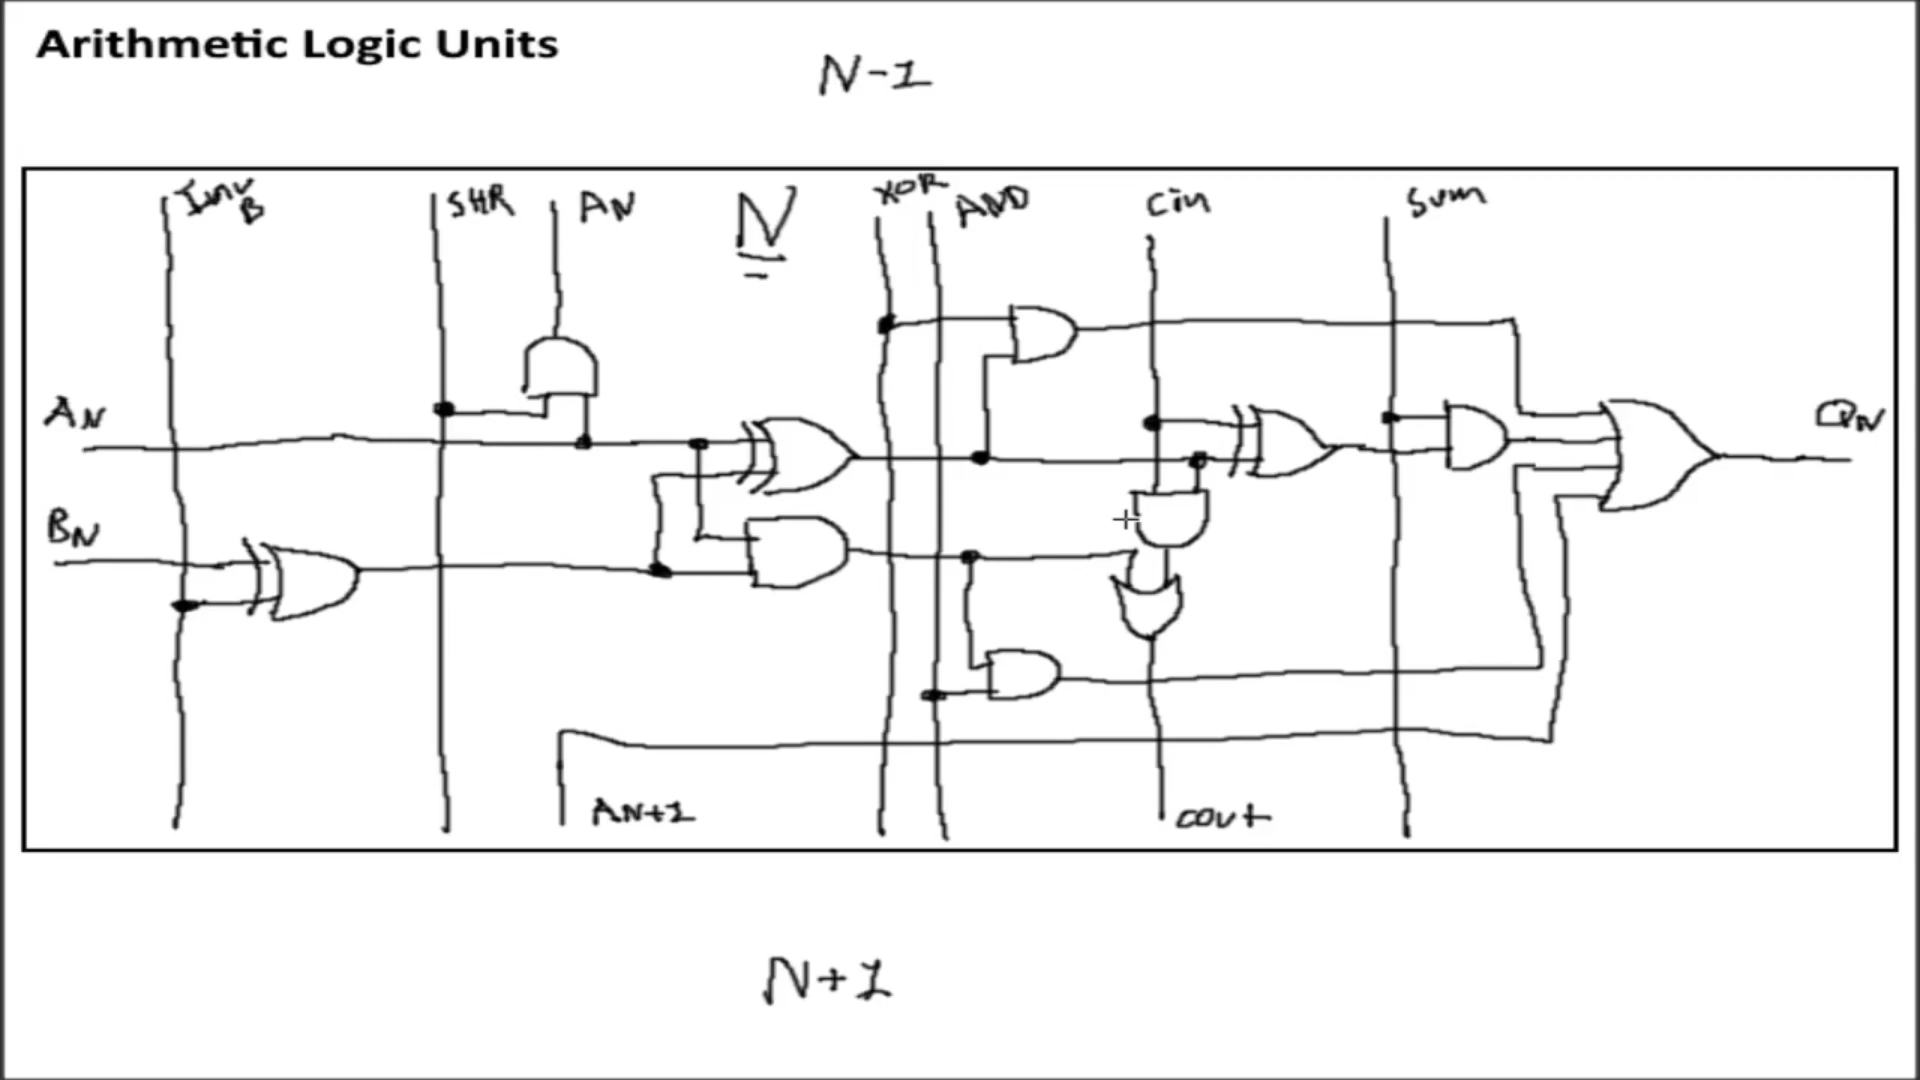 Arithmetic Logic Units
N-1
Inv B
SHR
AN
N
XOR
AND
Cin
Sum
AN
QN
BN
AN+1
Cout
N+1